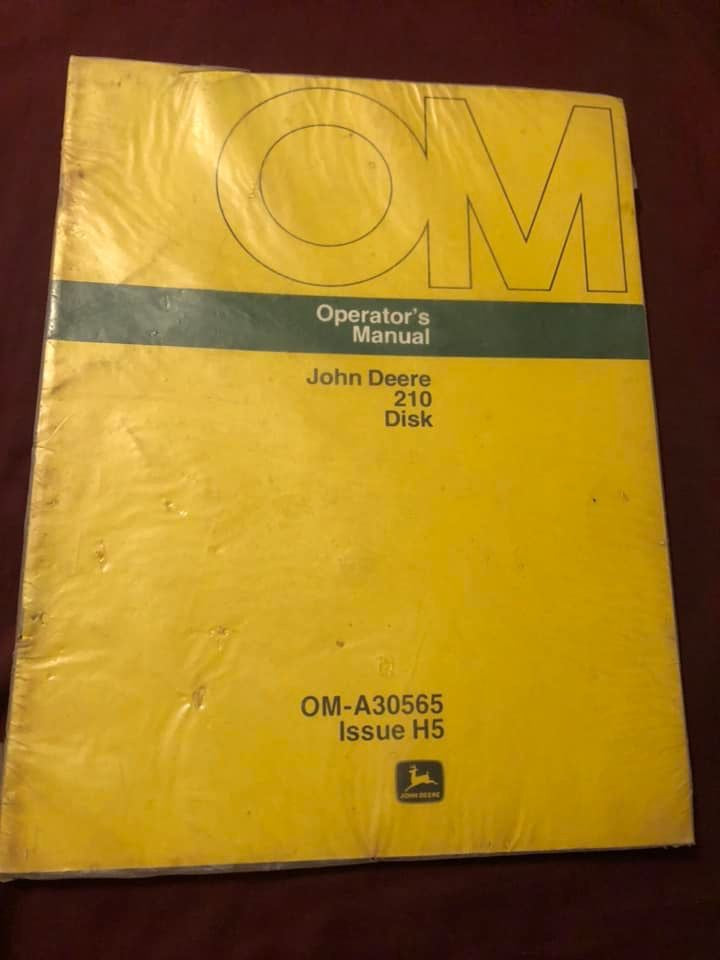 OM
Operator's
Manual
John Deere
210
Disk
OM-A30565
Issue H5
JOHN DEERE